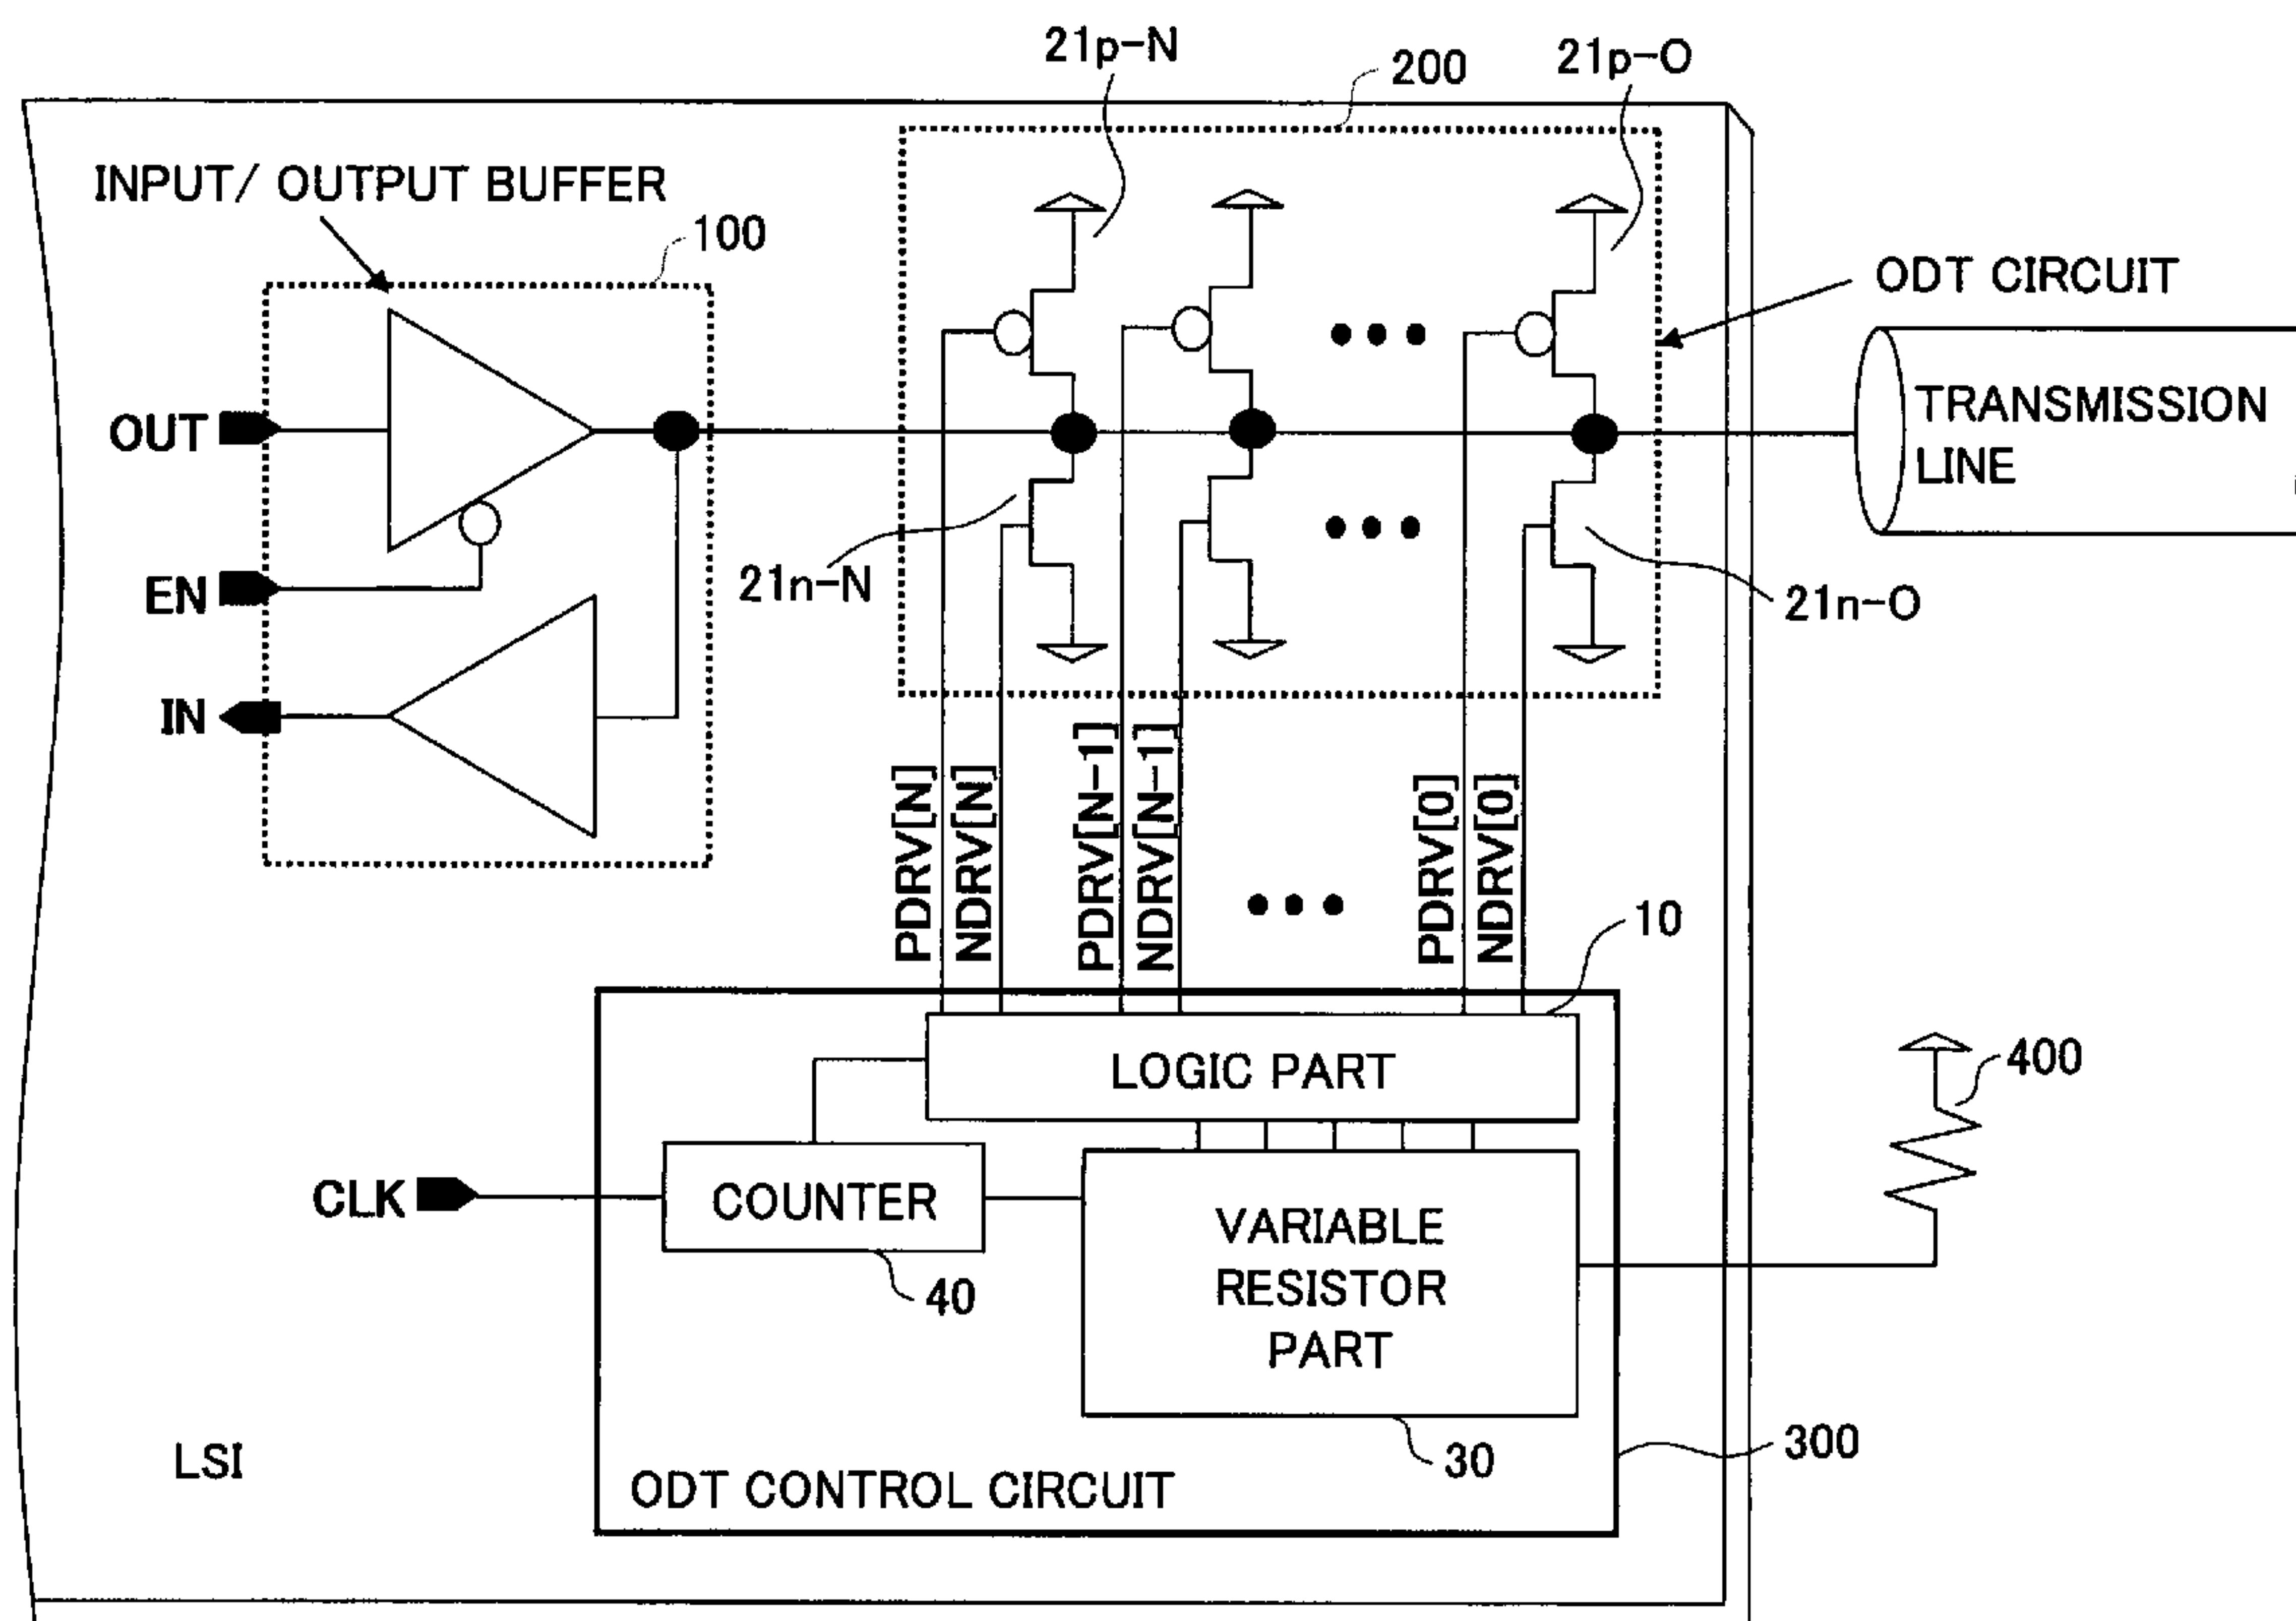 21p-N
200
21p-O
INPUT/ OUTPUT BUFFER
100
ODT CIRCUIT
OUT
TRANSMISSION
LINE
EN
21n-N
21n-O
IN
PDRV[N]
NDRV[N]
PDRV[N-1]
NDRV[N-1]
PDRV[0]
NDRV[0]
10
LOGIC PART
400
CLK
COUNTER
VARIABLE
RESISTOR
PART
40
30
300
LSI
ODT CONTROL CIRCUIT